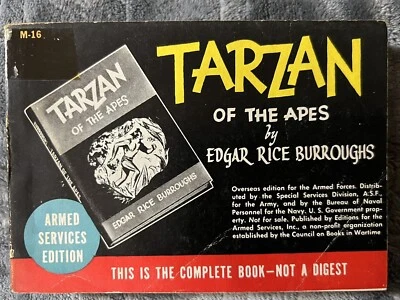 M-16
TARZAN
OF THE APES
by
EDGAR RICE BURROUGHS
TARZAN
OF THE APES
EDGAR RICE BURROUGHS
Overseas edition for the Armed Forces. Distrib-
uted by the Special Services Division, A.S.F.,
for the Army, and by the Bureau of Naval
Personnel for the Navy. U. S. Government prop-
erty. Not for sale. Published by Editions for the
Armed Services, Inc., a non-profit organization
established by the Council on Books in Wartime
ARMED
SERVICES
EDITION
THIS IS THE COMPLETE BOOK—NOT A DIGEST